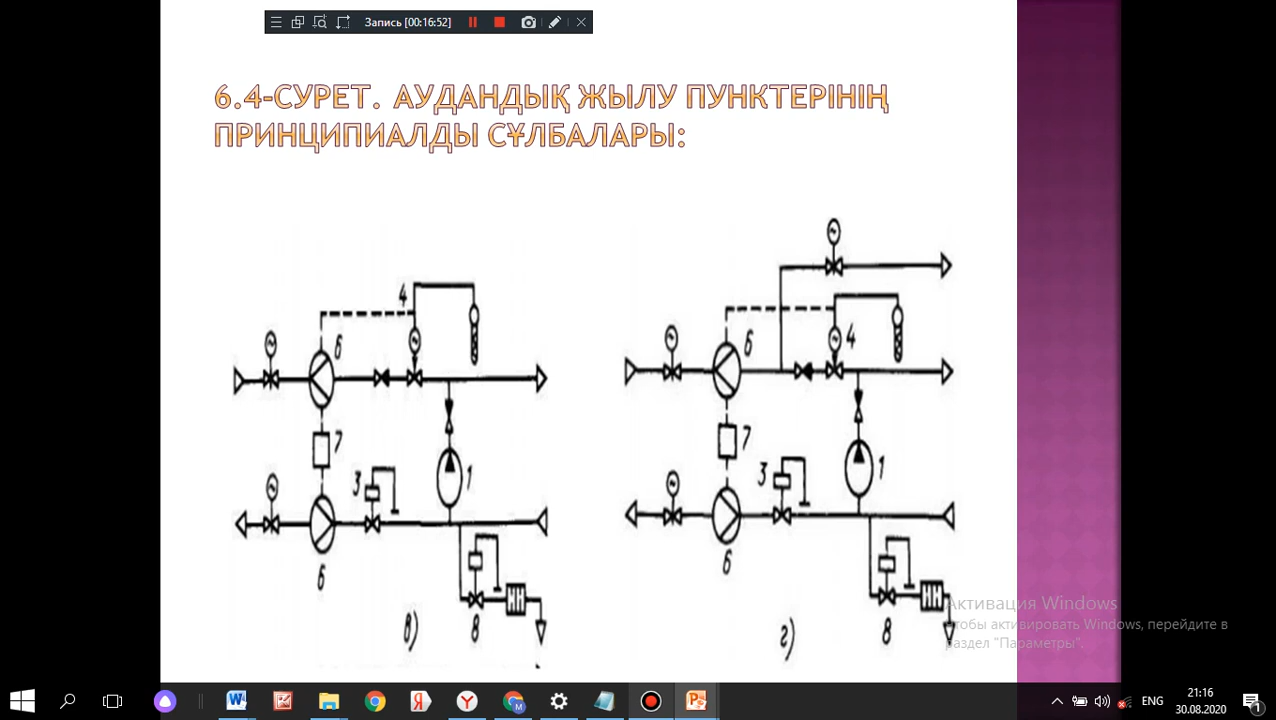 Запись [00:16:52]
6.4-СУРЕТ. АУДАНДЫҚ ЖЫЛУ ПУНКТЕРІНІҢ
ПРИНЦИПИАЛДЫ СҰЛБАЛАРЫ:
4
6
7
3
1
6
8
в)
6
4
7
3
1
6
8
г)
Активация Windows
Чтобы активировать Windows, перейдите в
раздел "Параметры".
ENG
21:16
30.08.2020
1